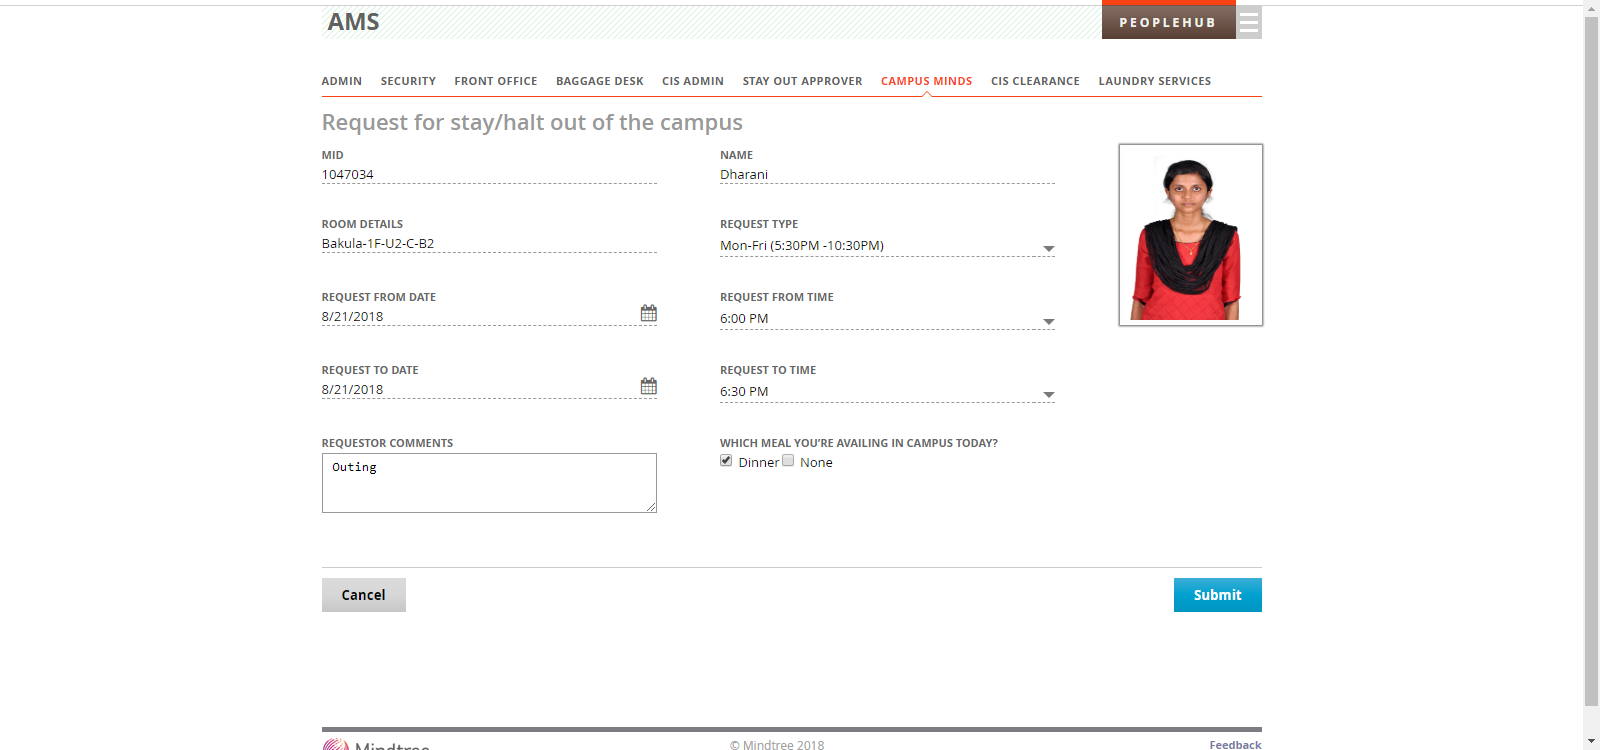 AMS
PEOPLEHUB
ADMIN SECURITY FRONT OFFICE BAGGAGE DESK CIS ADMIN STAY OUT APPROVER CAMPUS MINDS CIS CLEARANCE LAUNDRY SERVICES
Request for stay/halt out of the campus
MID
1047034
NAME
Dharani
ROOM DETAILS
Bakula-1F-U2-C-B2
REQUEST TYPE
Mon-Fri (5:30PM -10:30PM)
REQUEST FROM DATE
8/21/2018
REQUEST FROM TIME
6:00 PM
REQUEST TO DATE
8/21/2018
REQUEST TO TIME
6:30 PM
REQUESTOR COMMENTS
Outing
WHICH MEAL YOU’RE AVAILING IN CAMPUS TODAY?
Dinner None
Cancel
Submit
Mindtree
© Mindtree 2018
Feedback